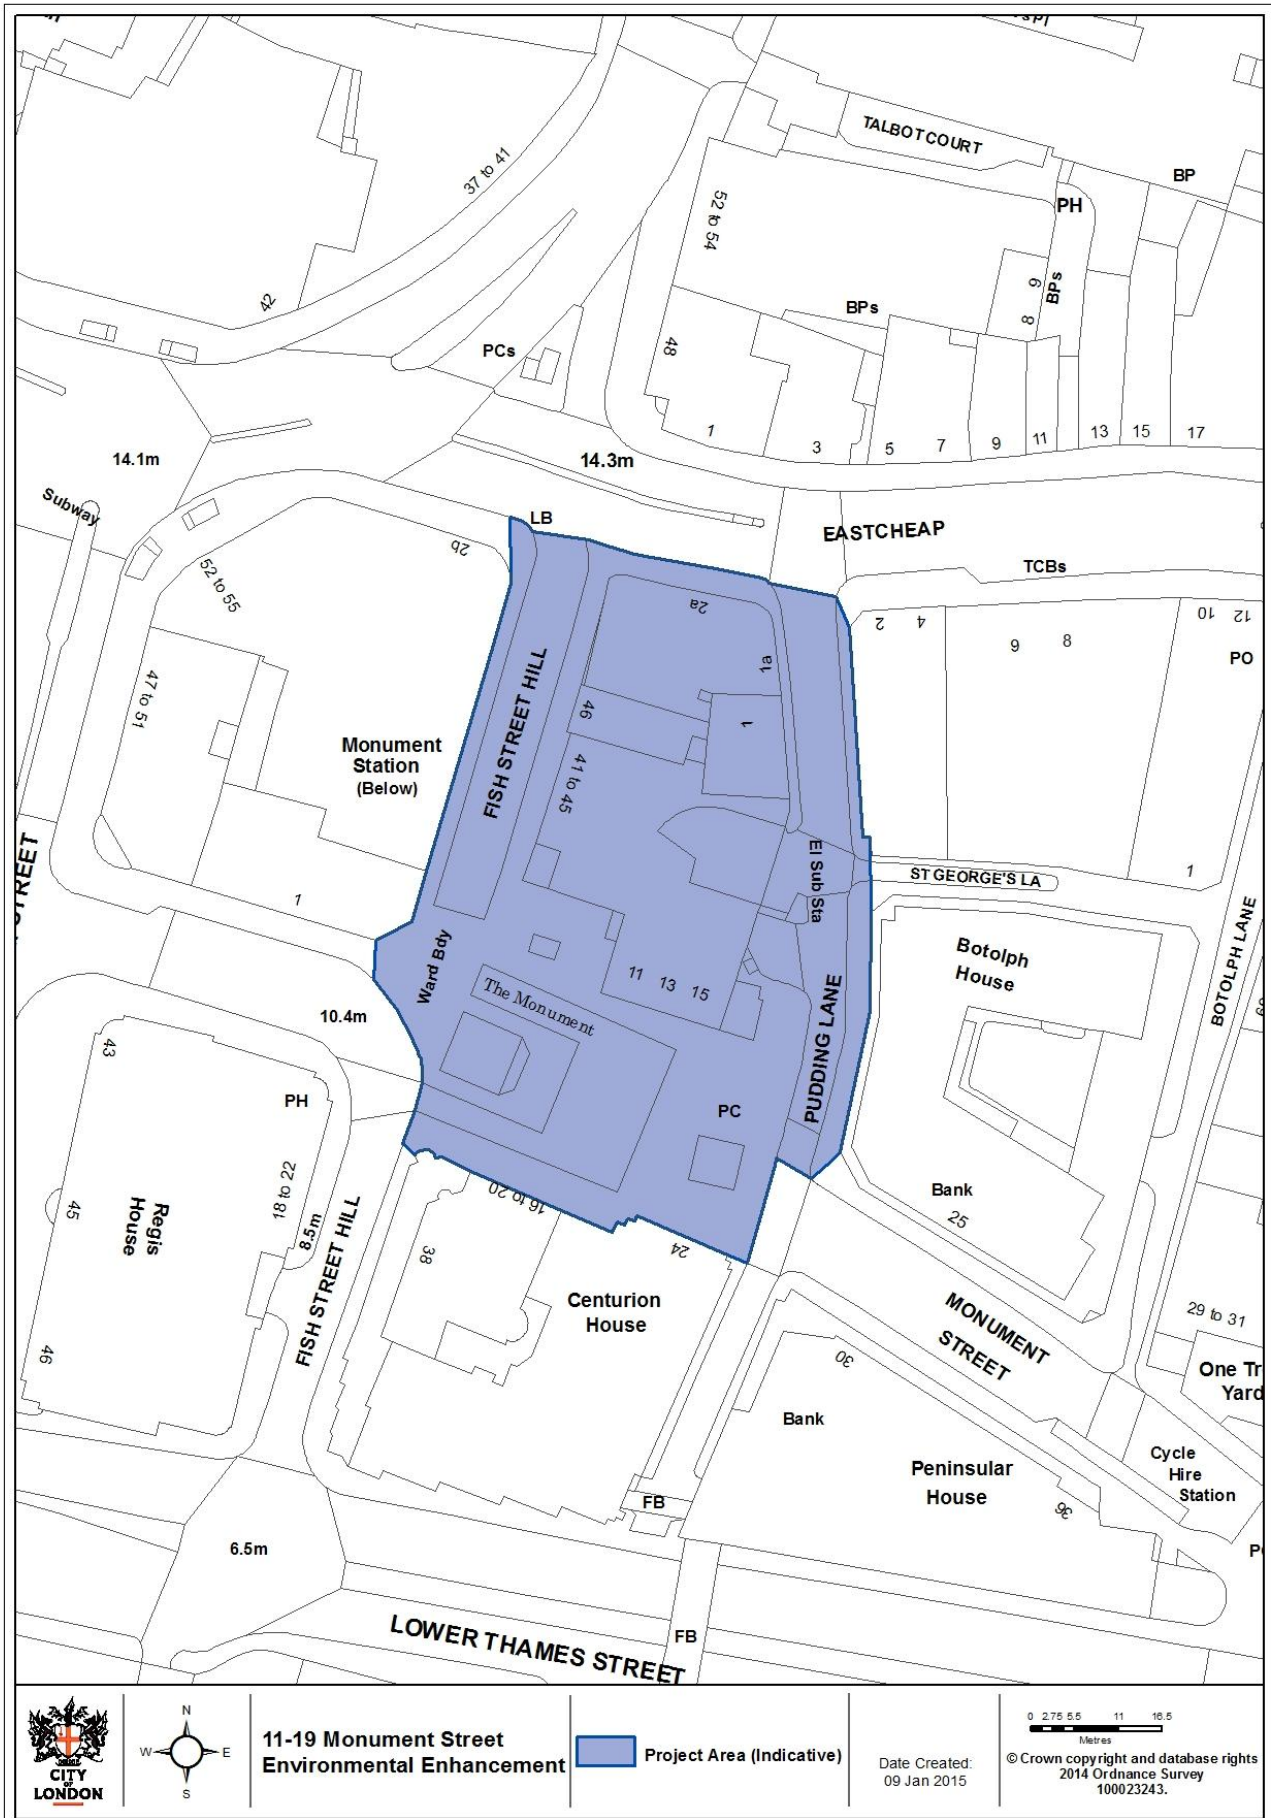 TALBOT COURT
37 to 41
52 to 54
PH
BP
BPs
9
8
BPs
42
PCs
48
1
3
5
7
9
11
13
15
17
14.1m
14.3m
Subway
LB
2b
EASTCHEAP
TCBs
52 to 55
2a
2
4
9
8
10
12
PO
1a
47 to 51
FISH STREET HILL
46
1
Monument
Station
(Below)
41 to 45
STREET
El Sub Sta
ST GEORGE'S LA
1
1
BOTOLPH LANE
Ward Bdy
Botolph
House
11
13
15
The Monument
PUDDING LANE
10.4m
43
PH
PC
Regis
House
45
18 to 22
8.5m
FISH STREET HILL
16 to 20
38
24
Bank
25
Centurion
House
MONUMENT
STREET
29 to 31
46
30
One Tr
Yard
Bank
Cycle
Hire
Station
Peninsular
House
36
FB
6.5m
LOWER THAMES STREET
FB
CITY
OF
LONDON
N
W
E
S
11-19 Monument Street
Environmental Enhancement
Project Area (Indicative)
Date Created:
09 Jan 2015
0 2.75 5.5 11 16.5
Metres
© Crown copyright and database rights
2014 Ordnance Survey
100023243.